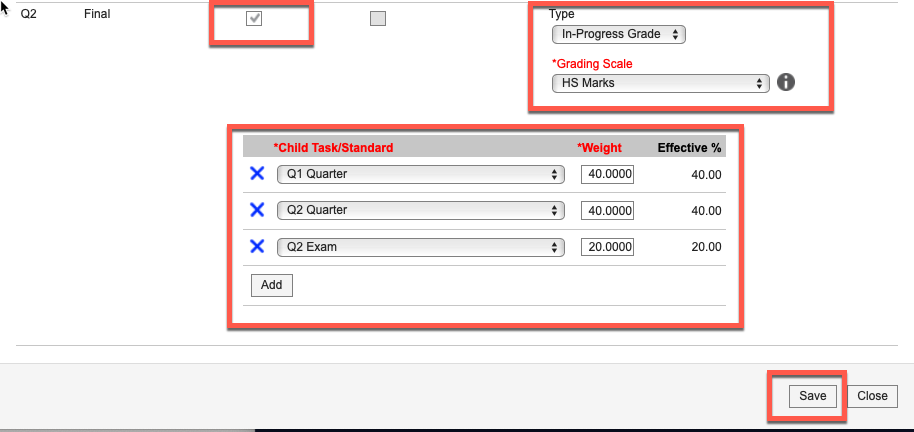 Q2 Final
Type
In-Progress Grade
*Grading Scale
HS Marks
*Child Task/Standard *Weight Effective %
Q1 Quarter 40.0000 40.00
Q2 Quarter 40.0000 40.00
Q2 Exam 20.0000 20.00
Add
Save Close